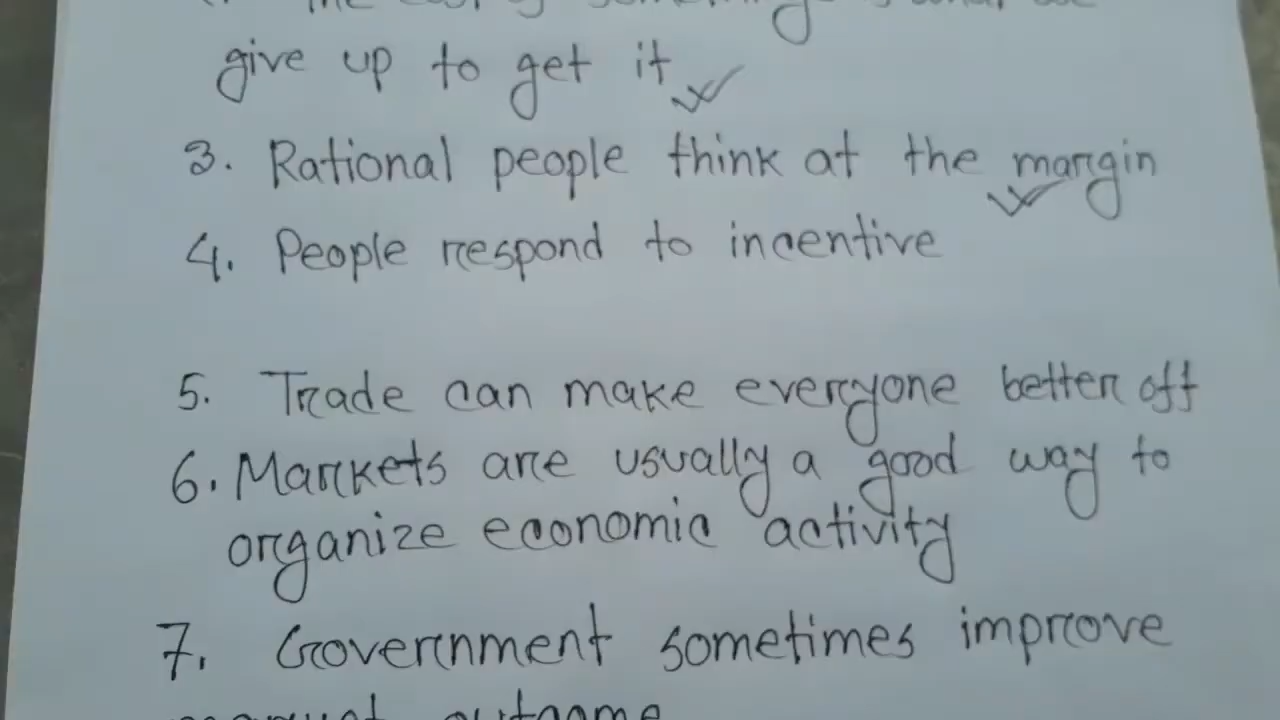 give up to get it
3. Rational people think at the margin
4. People respond to incentive
5. Trade can make everyone better off
6. Markets are usually a good way to
organize economic activity
7. Government sometimes improve
outcome